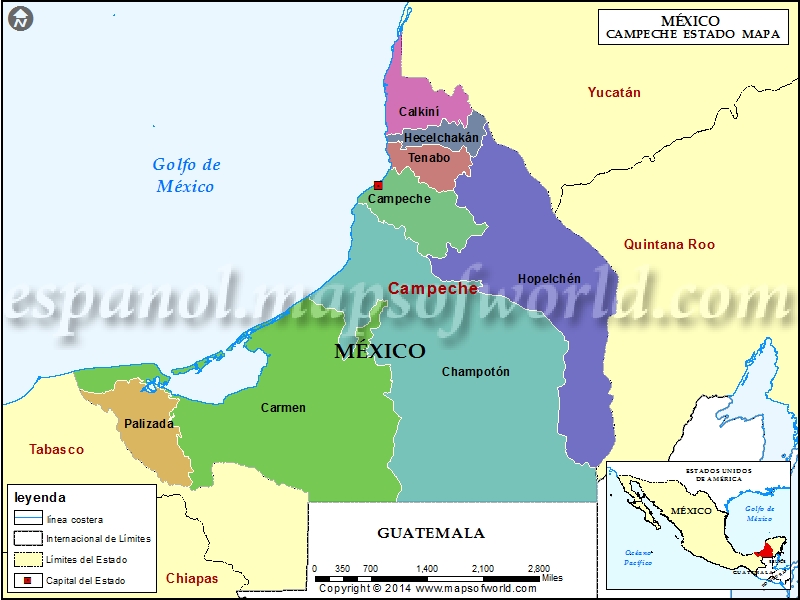 N
MÉXICO
CAMPECHE ESTADO MAPA
Yucatán
Calkiní
Hecelchakán
Tenabo
Golfo de
México
Campeche
Quintana Roo
Hopelchén
Campeche
espanol.mapsofworld.com
MÉXICO
Champotón
Carmen
Palizada
Tabasco
Chiapas
GUATEMALA
leyenda
línea costera
Internacional de Límites
Límites del Estado
Capital del Estado
0 350 700 1,400 2,100 2,800
Miles
Copyright © 2014 www.mapsofworld.com
ESTADOS UNIDOS
DE AMÉRICA
MÉXICO
Golfo de
México
Océano
Pacífico
GUATEMALA